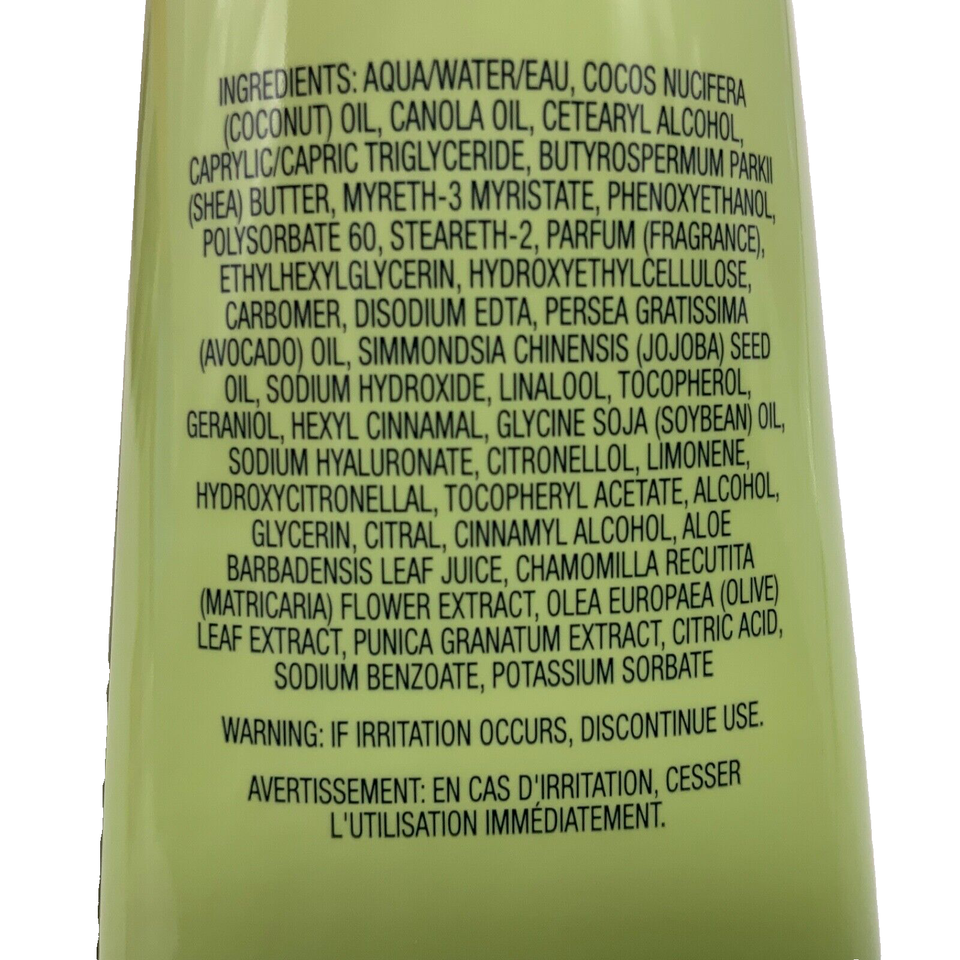 INGREDIENTS: AQUA/WATER/EAU, COCOS NUCIFERA
(COCONUT) OIL, CANOLA OIL, CETEARYL ALCOHOL,
CAPRYLIC/CAPRIC TRIGLYCERIDE, BUTYROSPERMUM PARKII
(SHEA) BUTTER, MYRETH-3 MYRISTATE, PHENOXYETHANOL,
POLYSORBATE 60, STEARETH-2, PARFUM (FRAGRANCE),
ETHYLHEXYLGLYCERIN, HYDROXYETHYLCELLULOSE,
CARBOMER, DISODIUM EDTA, PERSEA GRATISSIMA
(AVOCADO) OIL, SIMMONDSIA CHINENSIS (JOJOBA) SEED
OIL, SODIUM HYDROXIDE, LINALOOL, TOCOPHEROL,
GERANIOL, HEXYL CINNAMAL, GLYCINE SOJA (SOYBEAN) OIL,
SODIUM HYALURONATE, CITRONELLOL, LIMONENE,
HYDROXYCITRONELLAL, TOCOPHERYL ACETATE, ALCOHOL,
GLYCERIN, CITRAL, CINNAMYL ALCOHOL, ALOE
BARBADENSIS LEAF JUICE, CHAMOMILLA RECUTITA
(MATRICARIA) FLOWER EXTRACT, OLEA EUROPAEA (OLIVE)
LEAF EXTRACT, PUNICA GRANATUM EXTRACT, CITRIC ACID,
SODIUM BENZOATE, POTASSIUM SORBATE
WARNING: IF IRRITATION OCCURS, DISCONTINUE USE.
AVERTISSEMENT: EN CAS D'IRRITATION, CESSER
L'UTILISATION IMMÉDIATEMENT.